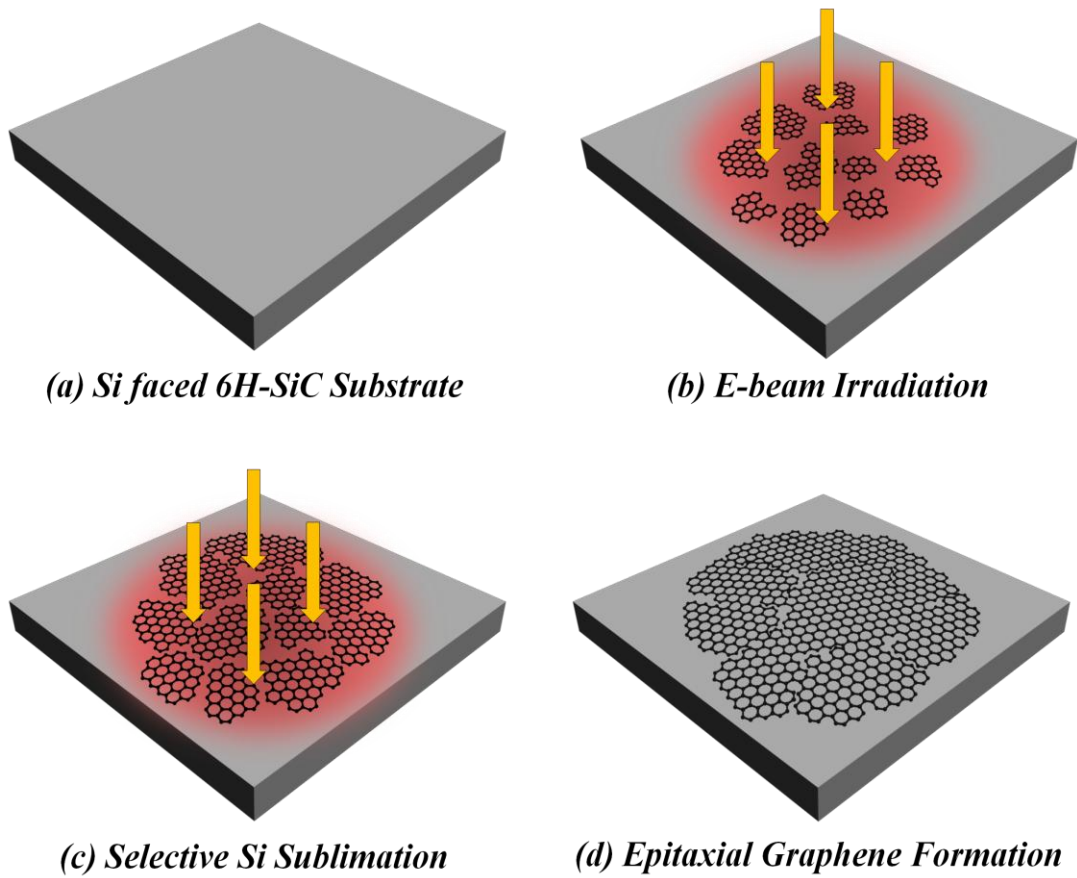 (a) Si faced 6H-SiC Substrate
(b) E-beam Irradiation
(c) Selective Si Sublimation
(d) Epitaxial Graphene Formation